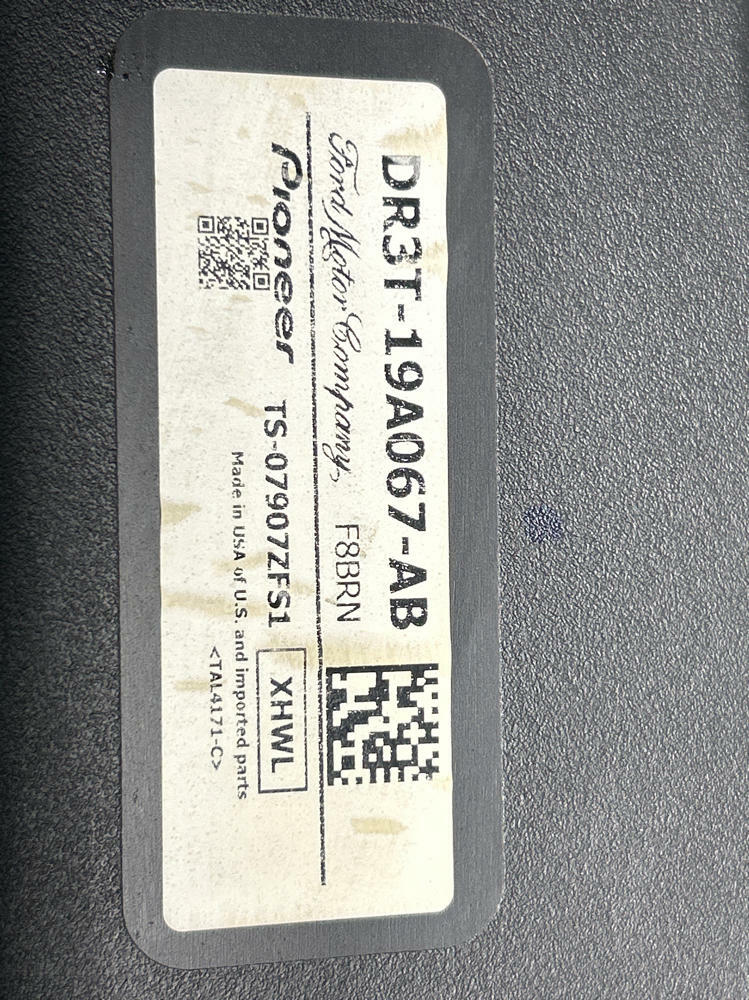 DR3T-19A067-AB
Ford Motor Company, F8BRN
Pioneer TS-07907ZFS1 XHWL
Made in USA of U.S. and imported parts
<TAL4171-C>